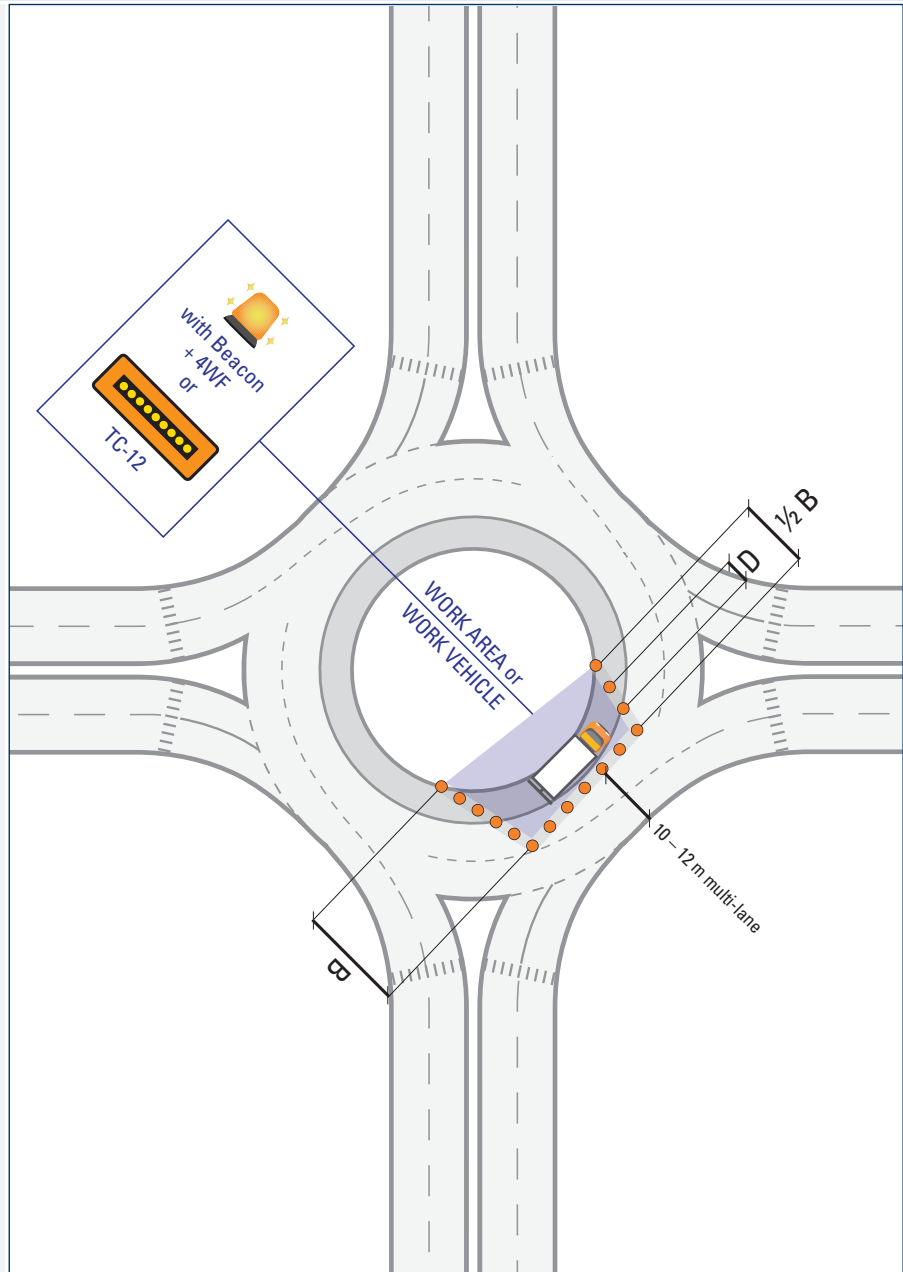 with Beacon
+ 4WF
or
TC-12
WORK AREA or
WORK VEHICLE
½ B
D
10 – 12 m multi-lane
B